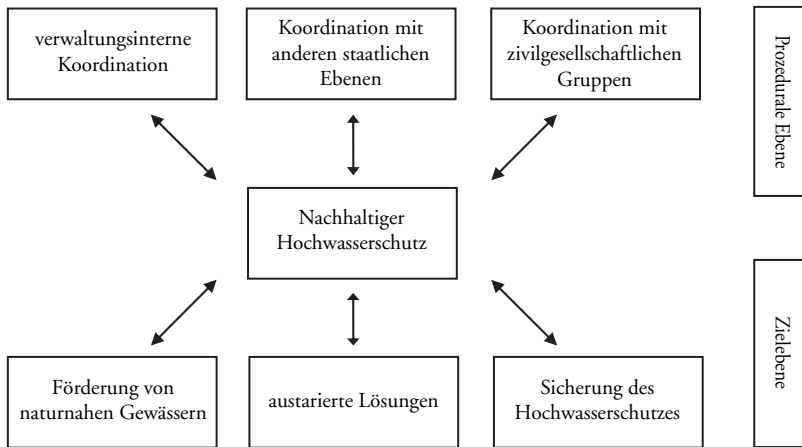 verwaltungsinterne
Koordination
Koordination mit
anderen staatlichen
Ebenen
Koordination mit
zivilgesellschaftlichen
Gruppen
Prozedurale Ebene
Nachhaltiger
Hochwasserschutz
Förderung von
naturnahen Gewässern
austarierte Lösungen
Sicherung des
Hochwasserschutzes
Zielebene